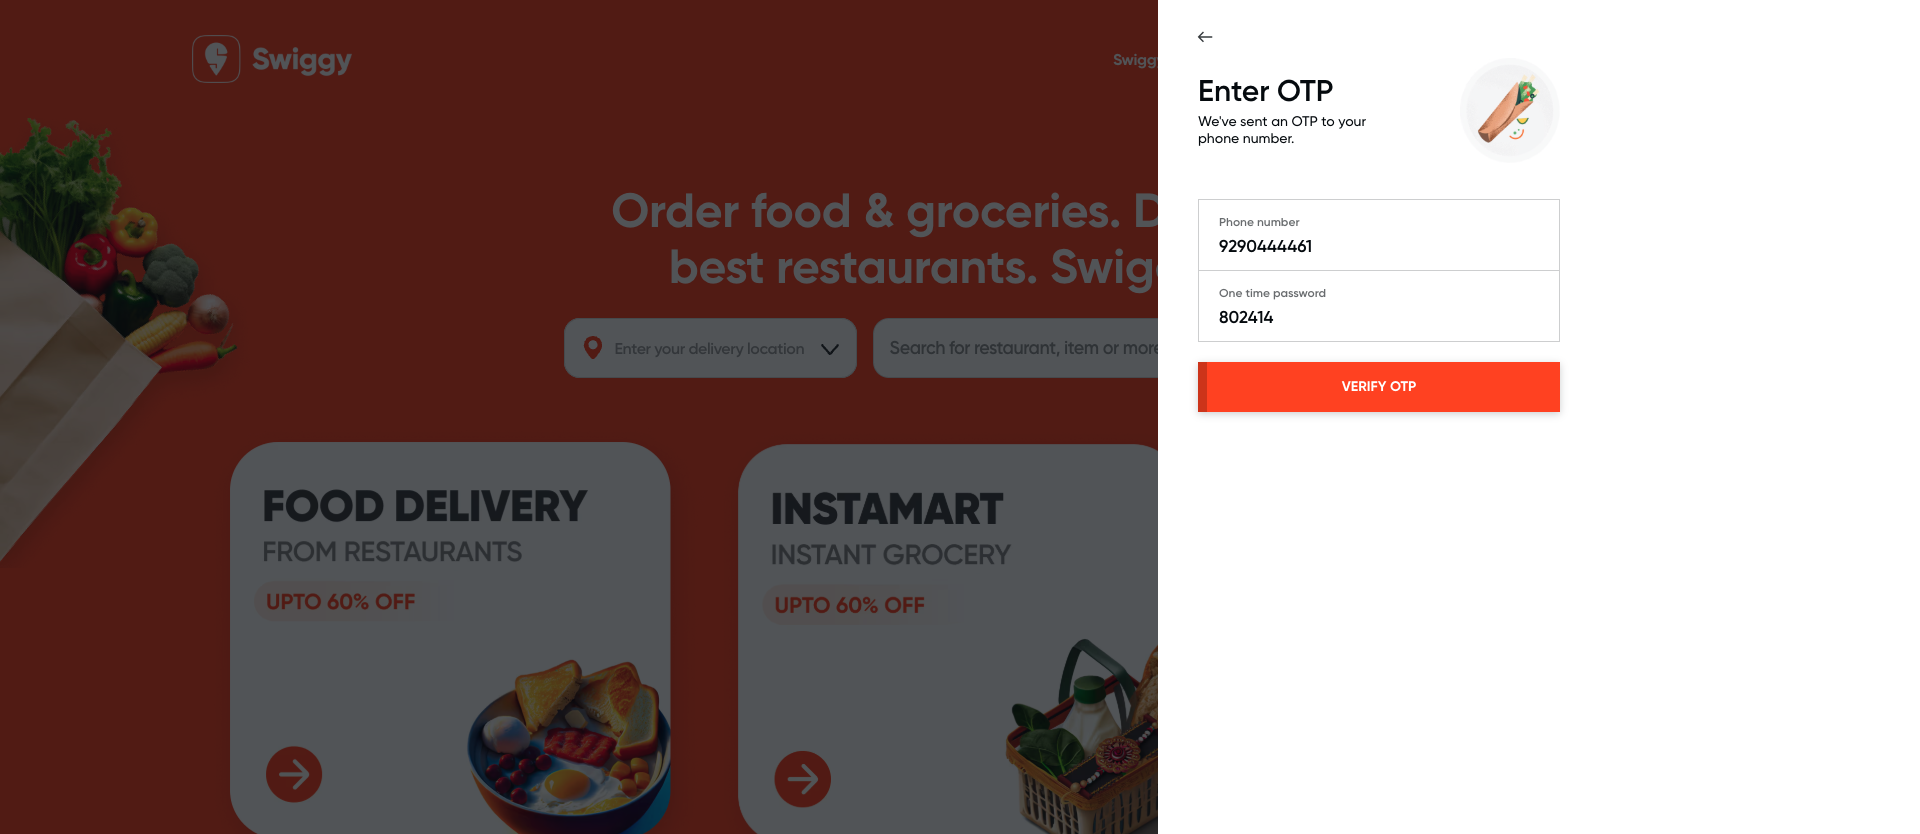 Swiggy
Swiggy
Order food & groceries. D
best restaurants. Swig
Enter your delivery location
Search for restaurant, item or more
FOOD DELIVERY
FROM RESTAURANTS
UPTO 60% OFF
INSTAMART
INSTANT GROCERY
UPTO 60% OFF
Enter OTP
We've sent an OTP to your
phone number.
Phone number
9290444461
One time password
802414
VERIFY OTP